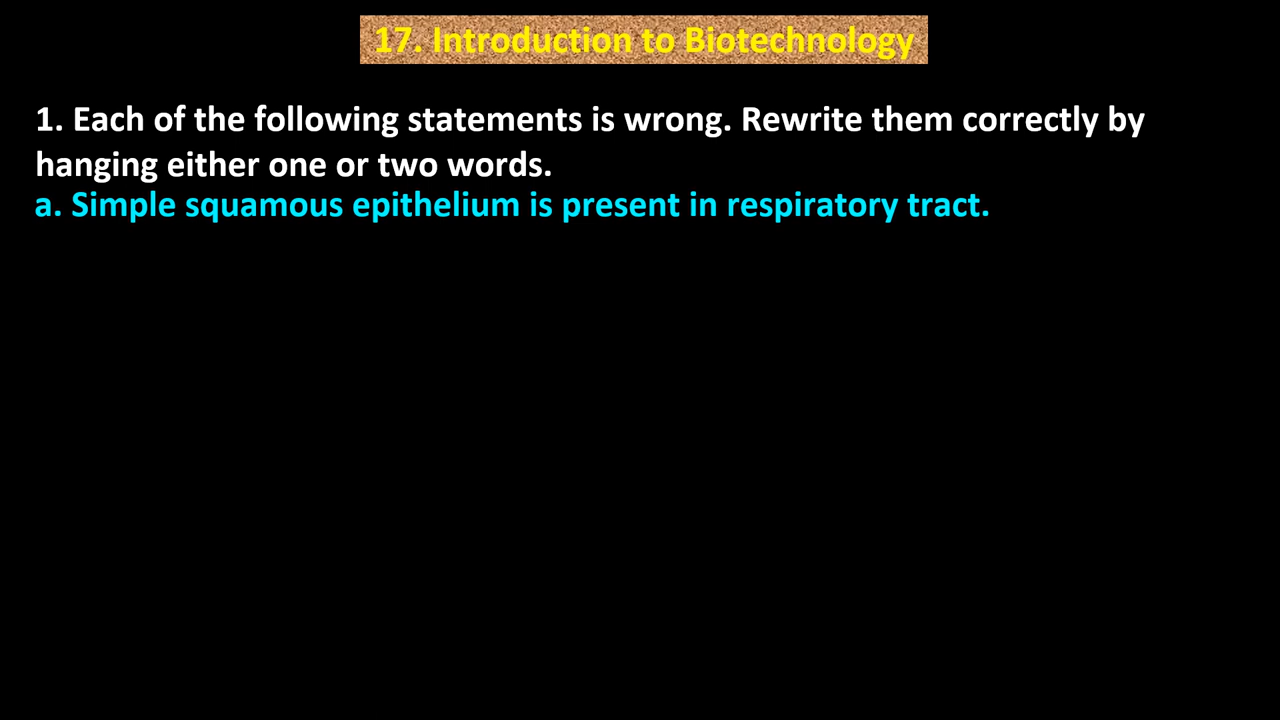 17. Introduction to Biotechnology
1. Each of the following statements is wrong. Rewrite them correctly by
hanging either one or two words.
a. Simple squamous epithelium is present in respiratory tract.